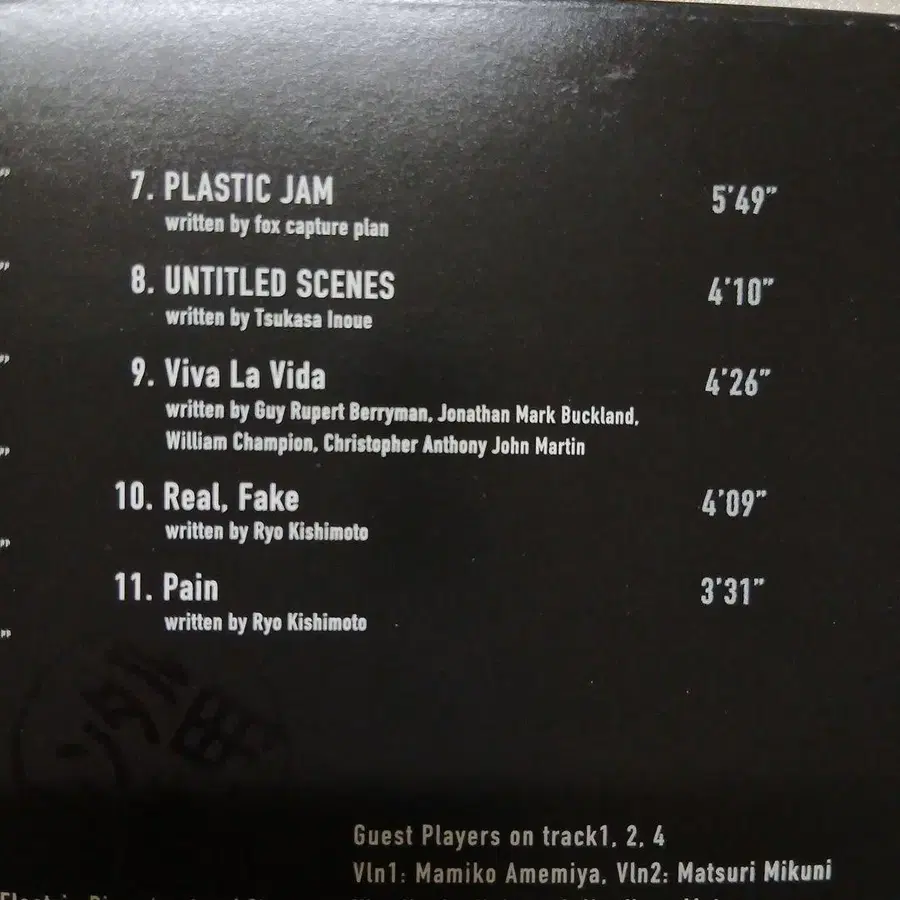 7. PLASTIC JAM 5'49"
written by fox capture plan
8. UNTITLED SCENES 4'10"
written by Tsukasa Inoue
9. Viva La Vida 4'26"
written by Guy Rupert Berryman, Jonathan Mark Buckland,
William Champion, Christopher Anthony John Martin
10. Real, Fake 4'09"
written by Ryo Kishimoto
11. Pain 3'31"
written by Ryo Kishimoto
Guest Players on track1, 2, 4
Vln1: Mamiko Amemiya, Vln2: Matsuri Mikuni